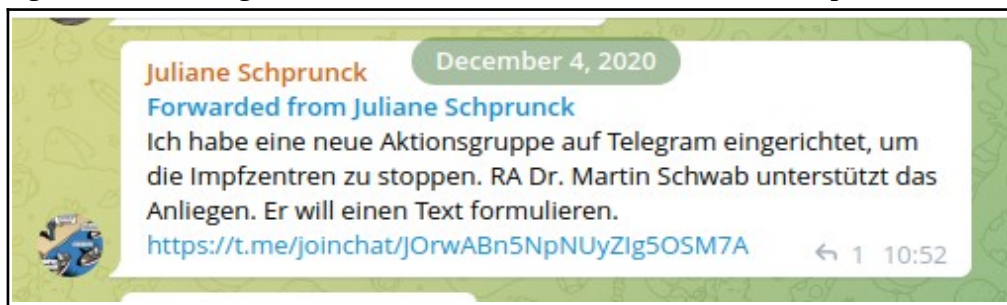 December 4, 2020
Juliane Schprunck
Forwarded from Juliane Schprunck
Ich habe eine neue Aktionsgruppe auf Telegram eingerichtet, um
die Impfzentren zu stoppen. RA Dr. Martin Schwab unterstützt das
Anliegen. Er will einen Text formulieren.
https://t.me/joinchat/JOrwABn5NpNUyZIg5OSM7A
1 10:52